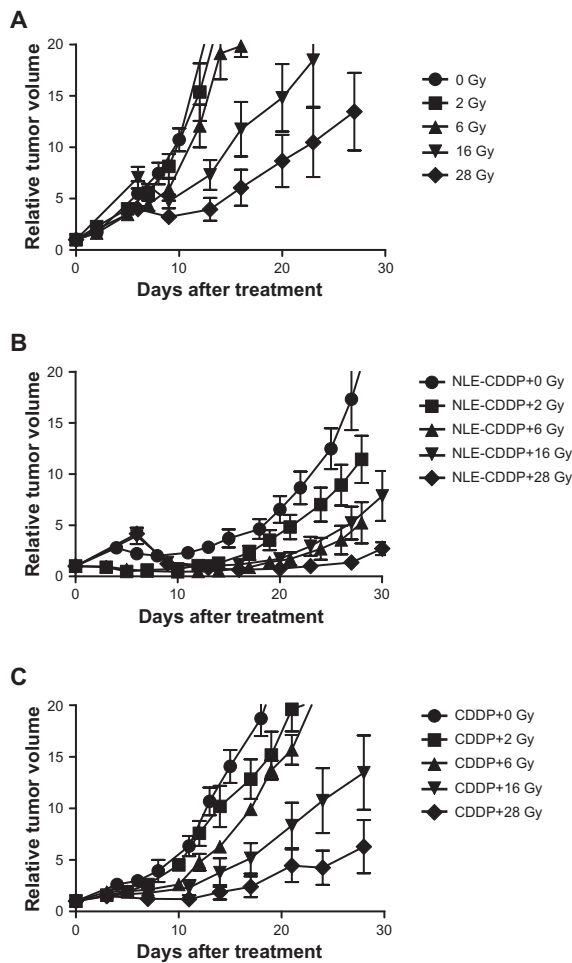 A
Relative tumor volume
20
15
10
5
0
0 10 20 30
Days after treatment
0 Gy
2 Gy
6 Gy
16 Gy
28 Gy
B
Relative tumor volume
20
15
10
5
0
0 10 20 30
Days after treatment
NLE-CDDP+0 Gy
NLE-CDDP+2 Gy
NLE-CDDP+6 Gy
NLE-CDDP+16 Gy
NLE-CDDP+28 Gy
C
Relative tumor volume
20
15
10
5
0
0 10 20 30
Days after treatment
CDDP+0 Gy
CDDP+2 Gy
CDDP+6 Gy
CDDP+16 Gy
CDDP+28 Gy